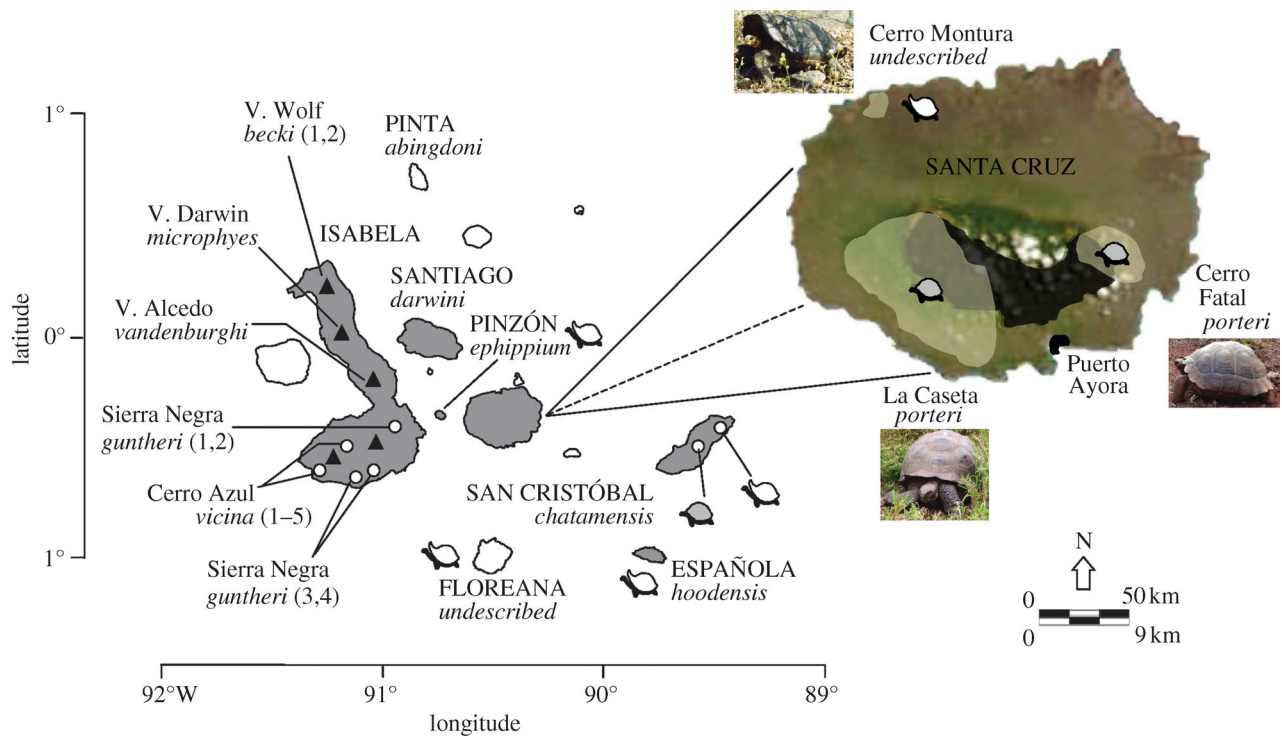 Cerro Montura
undescribed
1°
V. Wolf
becki (1,2)
PINTA
abingdoni
SANTA CRUZ
V. Darwin
microphyes
ISABELA
SANTIAGO
darwini
Cerro
Fatal
porteri
V. Alcedo
vandenburghi
PINZÓN
ephippium
latitude
0°
Puerto
Ayora
La Caseta
porteri
Sierra Negra
guntheri (1,2)
Cerro Azul
vicina (1–5)
SAN CRISTÓBAL
chatamensis
1°
Sierra Negra
guntheri (3,4)
FLOREANA
undescribed
ESPAÑOLA
hoodensis
N
0 50 km
0 9 km
92°W 91° 90° 89°
longitude